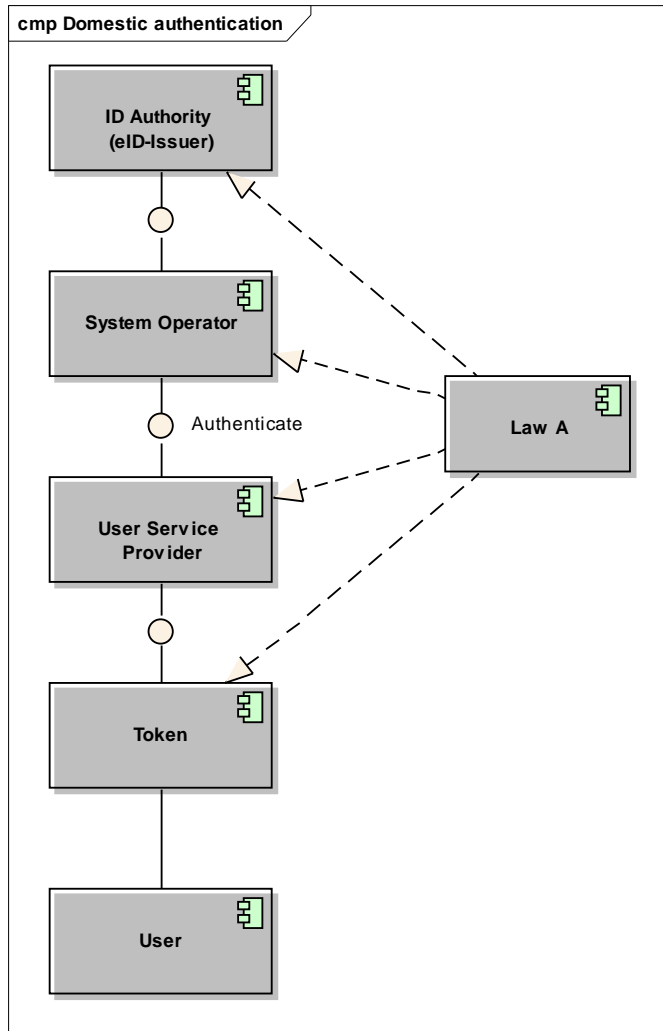 cmp Domestic authentication
ID Authority
(eID-Issuer)
System Operator
Authenticate
Law A
User Service
Provider
Token
User